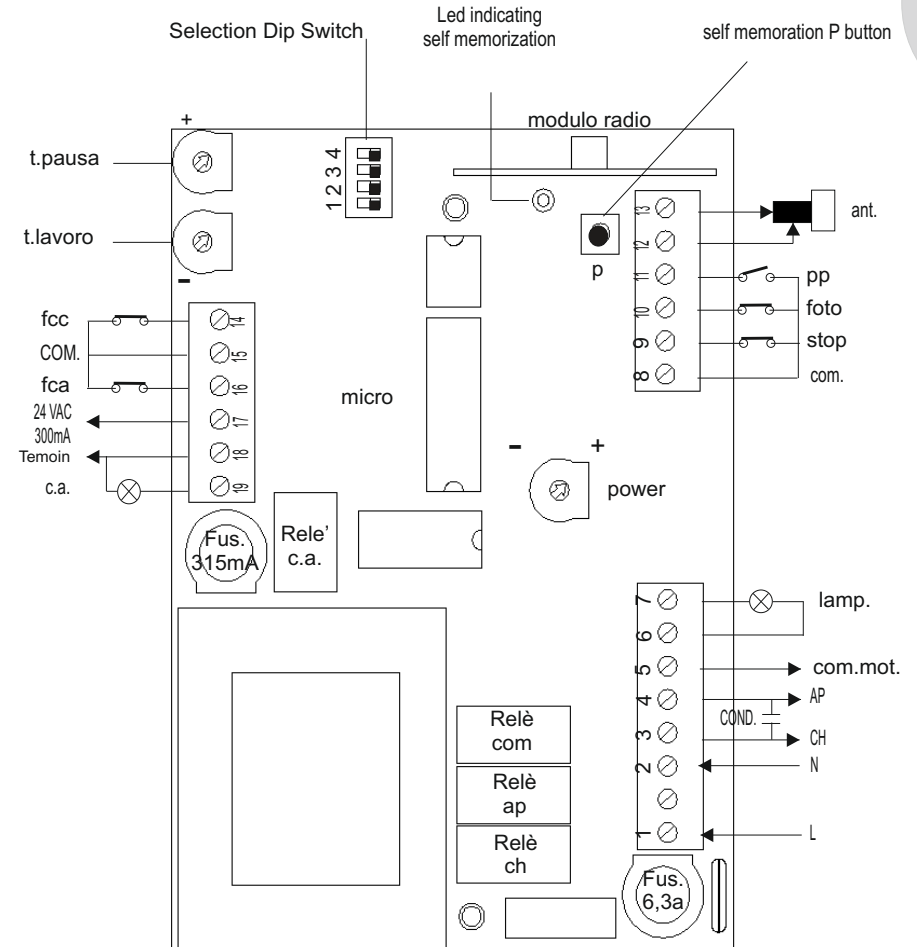 Led indicating
self memorization
Selection Dip Switch
self memoration P button
modulo radio
+
t.pausa
1 2 3 4
t.lavoro
-
p
13
12
11
10
9
8
ant.
pp
foto
stop
com.
fcc
COM.
fca
24 VAC
300mA
Temoin
c.a.
14
15
16
17
18
19
micro
- +
power
Fus.
315mA
Rele'
c.a.
7
6
5
4
3
2
1
lamp.
com.mot.
AP
COND.
CH
N
L
Relè
com
Relè
ap
Relè
ch
Fus.
6,3a